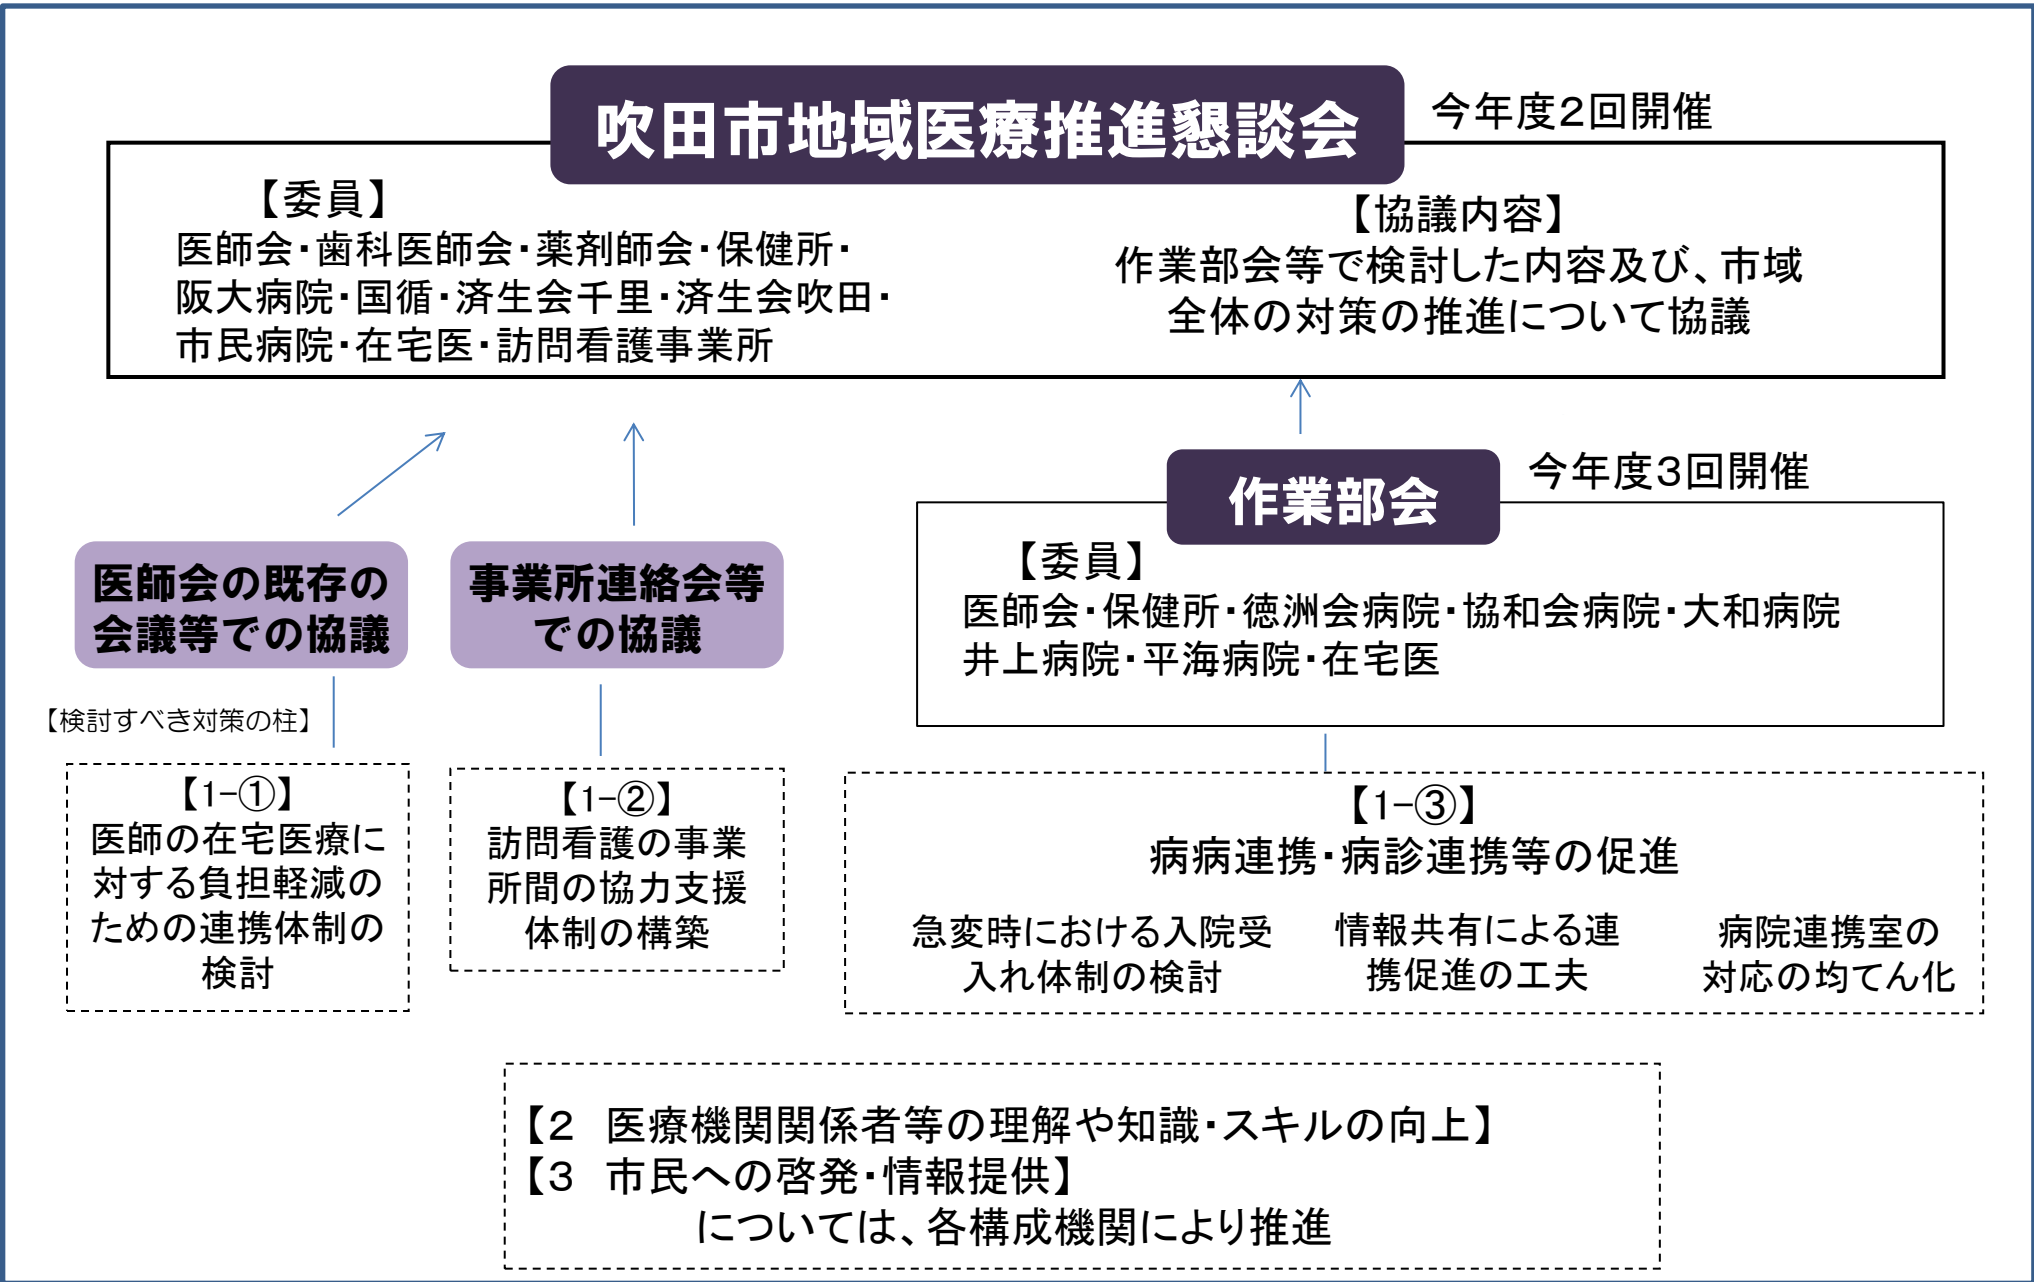 吹田市地域医療推進懇談会
今年度2回開催
【委員】
医師会・歯科医師会・薬剤師会・保健所・
阪大病院・国循・済生会千里・済生会吹田・
市民病院・在宅医・訪問看護事業所
【協議内容】
作業部会等で検討した内容及び、市域
全体の対策の推進について協議
作業部会
今年度3回開催
【委員】
医師会・保健所・徳洲会病院・協和会病院・大和病院
井上病院・平海病院・在宅医
医師会の既存の
会議等での協議
事業所連絡会等
での協議
【検討すべき対策の柱】
【1-①】
医師の在宅医療に
対する負担軽減の
ための連携体制の
検討
【1-②】
訪問看護の事業
所間の協力支援
体制の構築
【1-③】
病病連携・病診連携等の促進
急変時における入院受
入れ体制の検討
情報共有による連
携促進の工夫
病院連携室の
対応の均てん化
【2　医療機関関係者等の理解や知識・スキルの向上】
【3　市民への啓発・情報提供】
については、各構成機関により推進